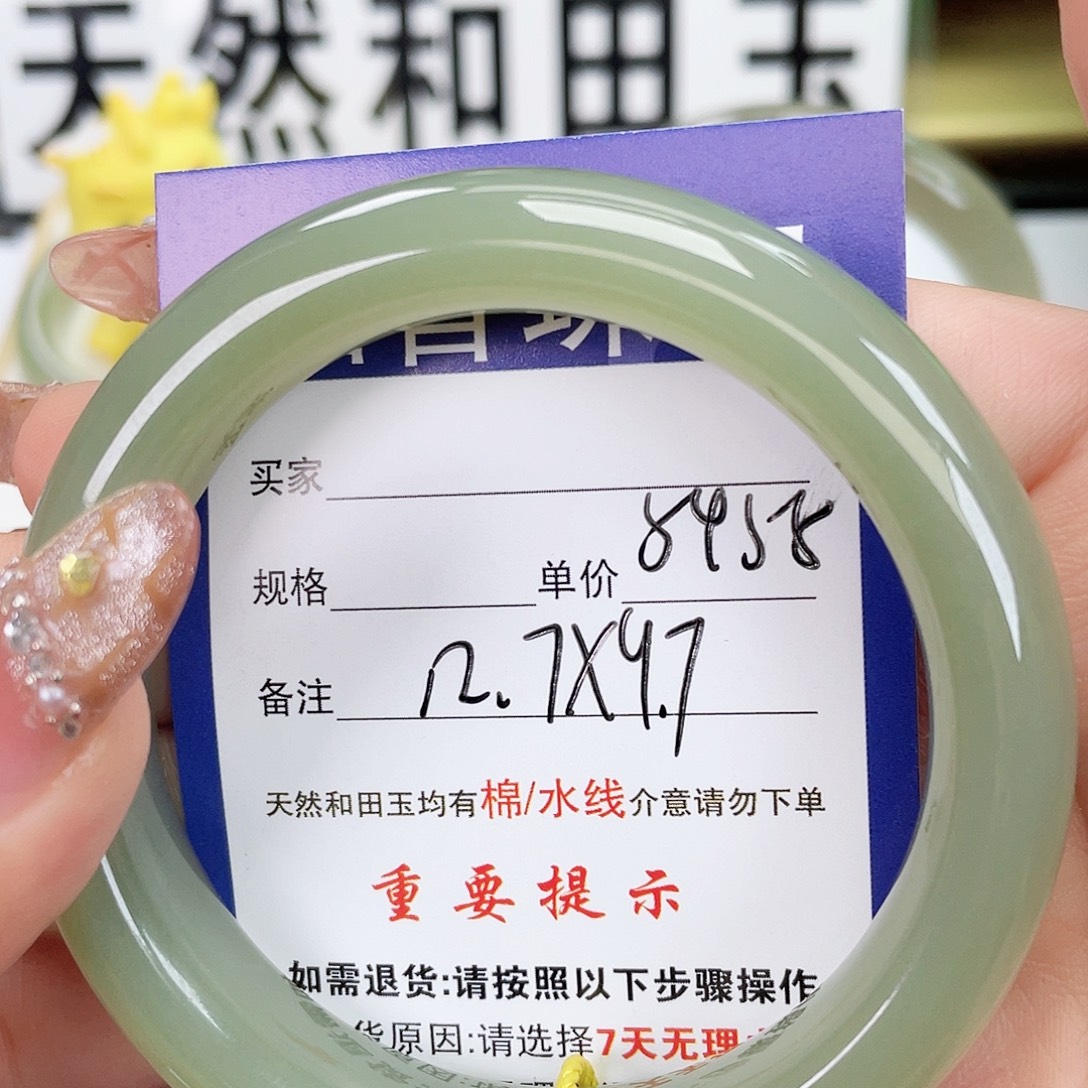 天然和田玉
买家
8458
规格 单价
备注 12.7X9.7
天然和田玉均有棉/水线介意请勿下单
重要提示
如需退货:请按照以下步骤操作
货原因:请选择7天无理